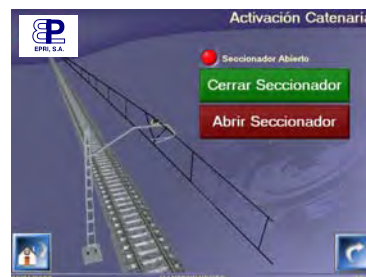 Activación Catenaria
EPRI, S.A.
Seccionador Abierto
Cerrar Seccionador
Abrir Seccionador